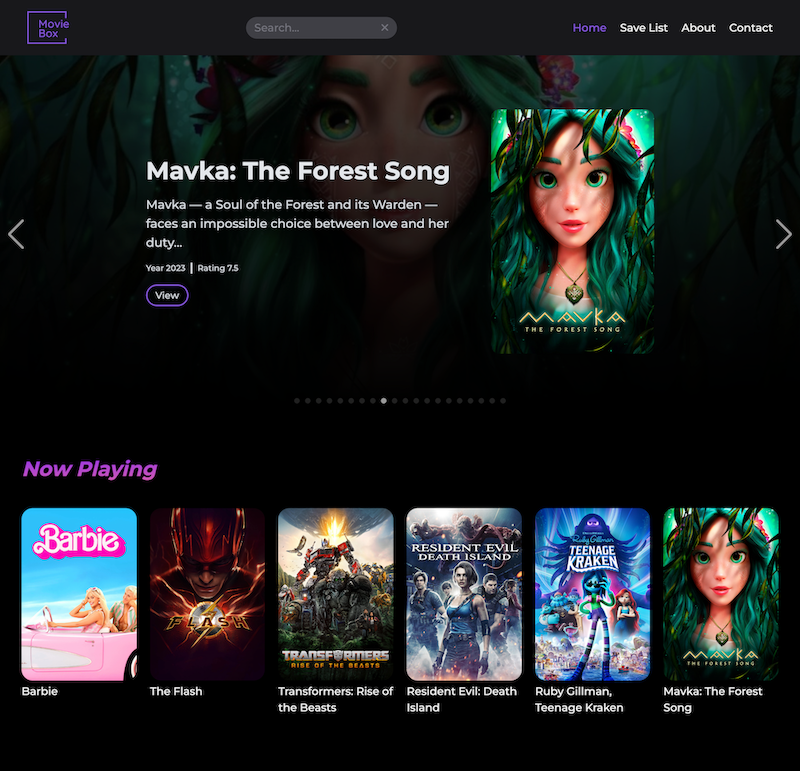 Movie
Box
Search...
Home
Save List
About
Contact
Mavka: The Forest Song
Mavka — a Soul of the Forest and its Warden —
faces an impossible choice between love and her
duty...
Year 2023 | Rating 7.5
View
MAVKA
THE FOREST SONG
Now Playing
Barbie
FLASH
TRANSFORMERS
RISE OF THE BEASTS
RESIDENT EVIL
DEATH ISLAND
Ruby Gillman
TEENAGE
KRAKEN
MAVKA
THE FOREST SONG
Barbie
The Flash
Transformers: Rise of
the Beasts
Resident Evil: Death
Island
Ruby Gillman,
Teenage Kraken
Mavka: The Forest
Song